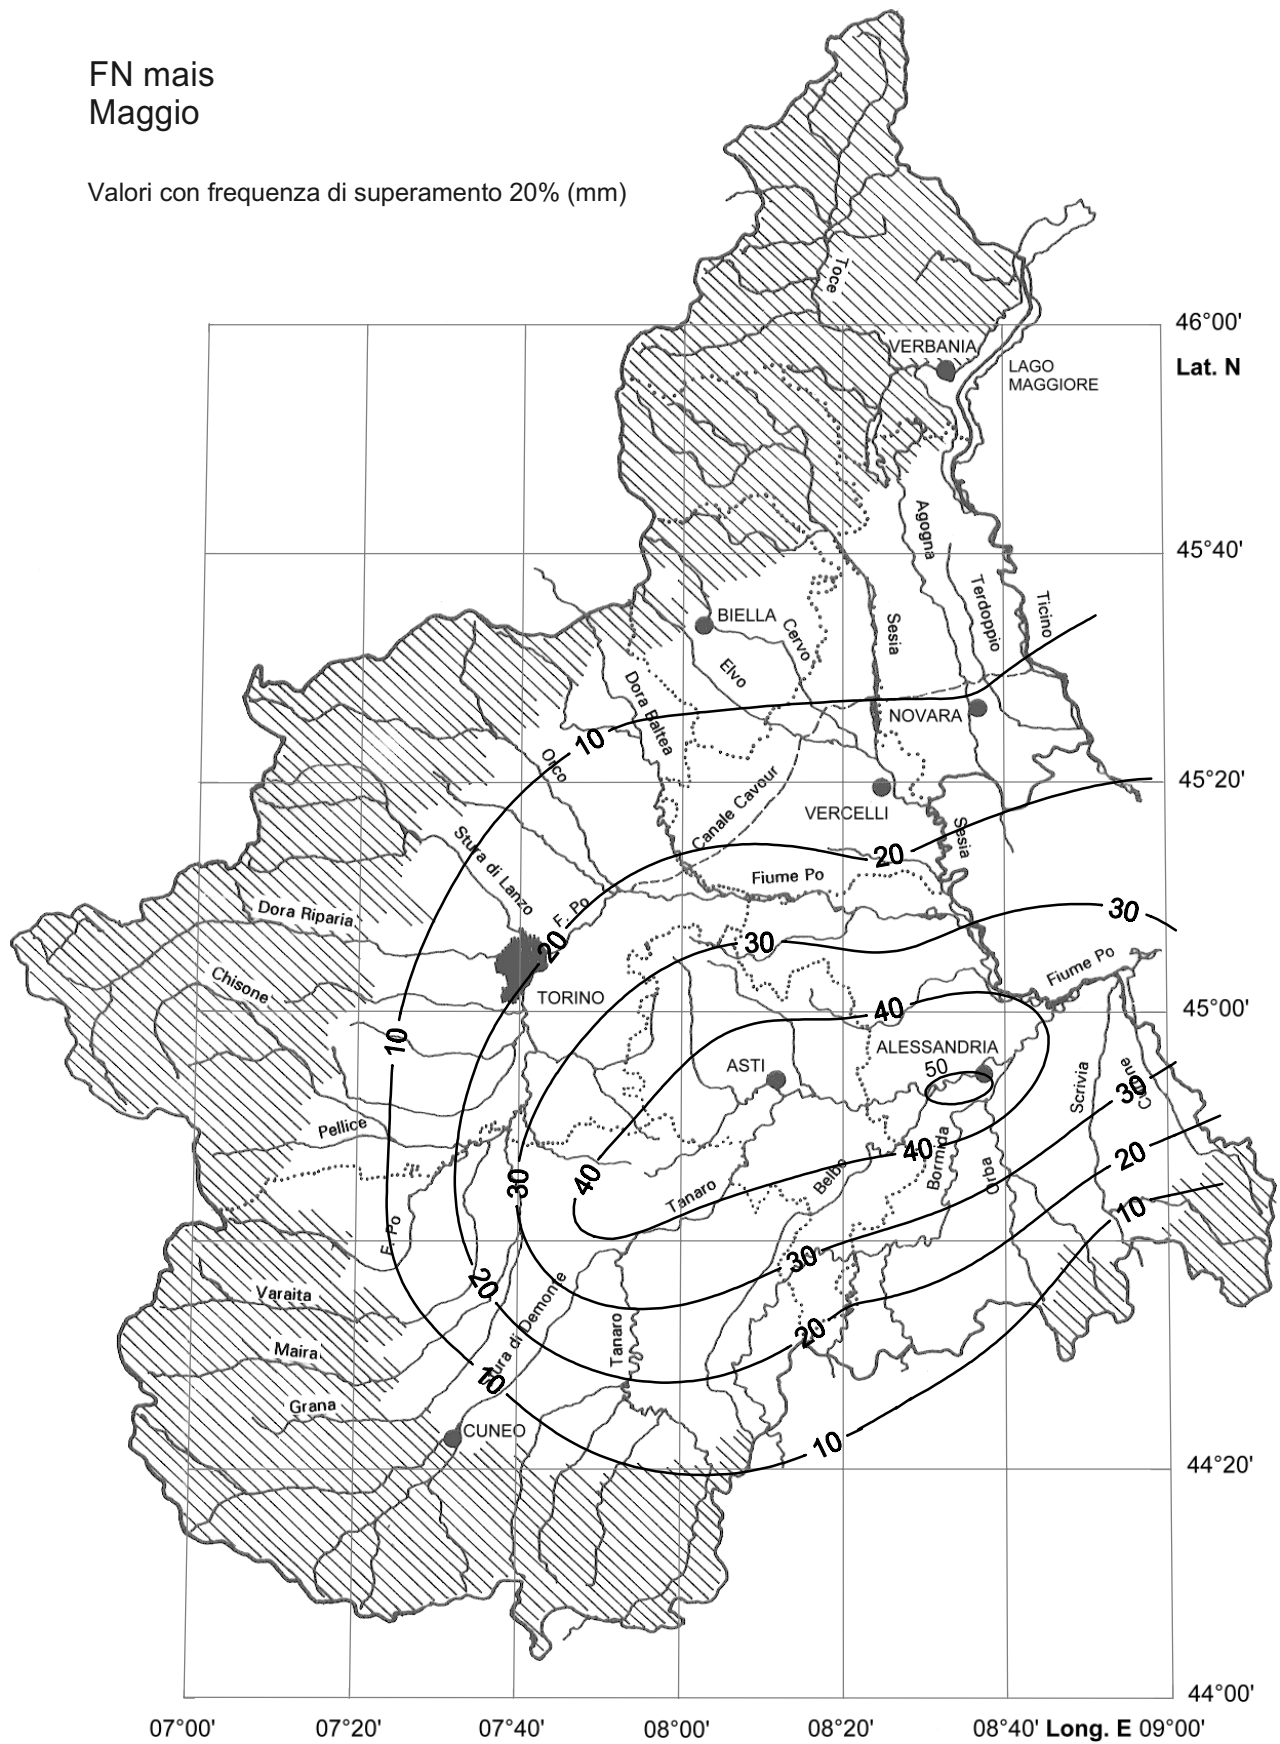 FN mais
Maggio
Valori con frequenza di superamento 20% (mm)
Toce
46°00'
VERBANIA
Lat. N
LAGO
MAGGIORE
Agogna
45°40'
Terdoppio
Ticino
BIELLA
Cervo
Sesia
Elvo
Dora Baltea
NOVARA
10
Orco
45°20'
Canale Cavour
VERCELLI
Stura di Lanzo
Sesia
20
Fiume Po
F. Po
Dora Riparia
30
20
30
Fiume Po
Chisone
TORINO
40
45°00'
10
ALESSANDRIA
ASTI
50
Scrivia
30
Pellice
40
Bormida
20
30
40
Tanaro
Belbo
Orba
10
F. Po
30
20
Varaita
Tanaro
20
Maira
10
Grana
CUNEO
10
44°20'
44°00'
07°00'
07°20'
07°40'
08°00'
08°20'
08°40'
Long. E
09°00'